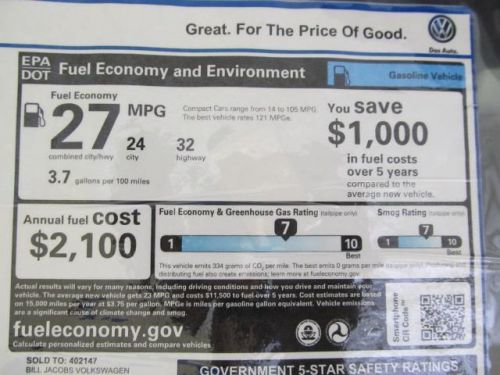 Great. For The Price Of Good.
Das Auto.
EPA
DOT
Fuel Economy and Environment
Gasoline Vehicle
Fuel Economy
27 MPG
Compact Cars range from 14 to 105 MPG.
The best vehicle rates 121 MPGe.
24
city
32
highway
combined city/hwy
3.7 gallons per 100 miles
You save
$1,000
in fuel costs
over 5 years
compared to the
average new vehicle.
Annual fuel cost
$2,100
Fuel Economy & Greenhouse Gas Rating (tailpipe only)
7
1
10
Best
Smog Rating (tailpipe only)
7
1
10
Best
This vehicle emits 334 grams of CO2 per mile. The best emits 0 grams per mile (tailpipe only). Producing and
distributing fuel also create emissions; learn more at fueleconomy.gov.
Actual results will vary for many reasons, including driving conditions and how you drive and maintain your
vehicle. The average new vehicle gets 23 MPG and costs $11,500 to fuel over 5 years. Cost estimates are based
on 15,000 miles per year at $3.75 per gallon. MPGe is miles per gasoline gallon equivalent. Vehicle emissions
are a significant cause of climate change and smog.
fueleconomy.gov
Calculate personalized estimates and compare vehicles
Smartphone
QR Code™
SOLD TO: 402147
BILL JACOBS VOLKSWAGEN
GOVERNMENT 5-STAR SAFETY RATINGS